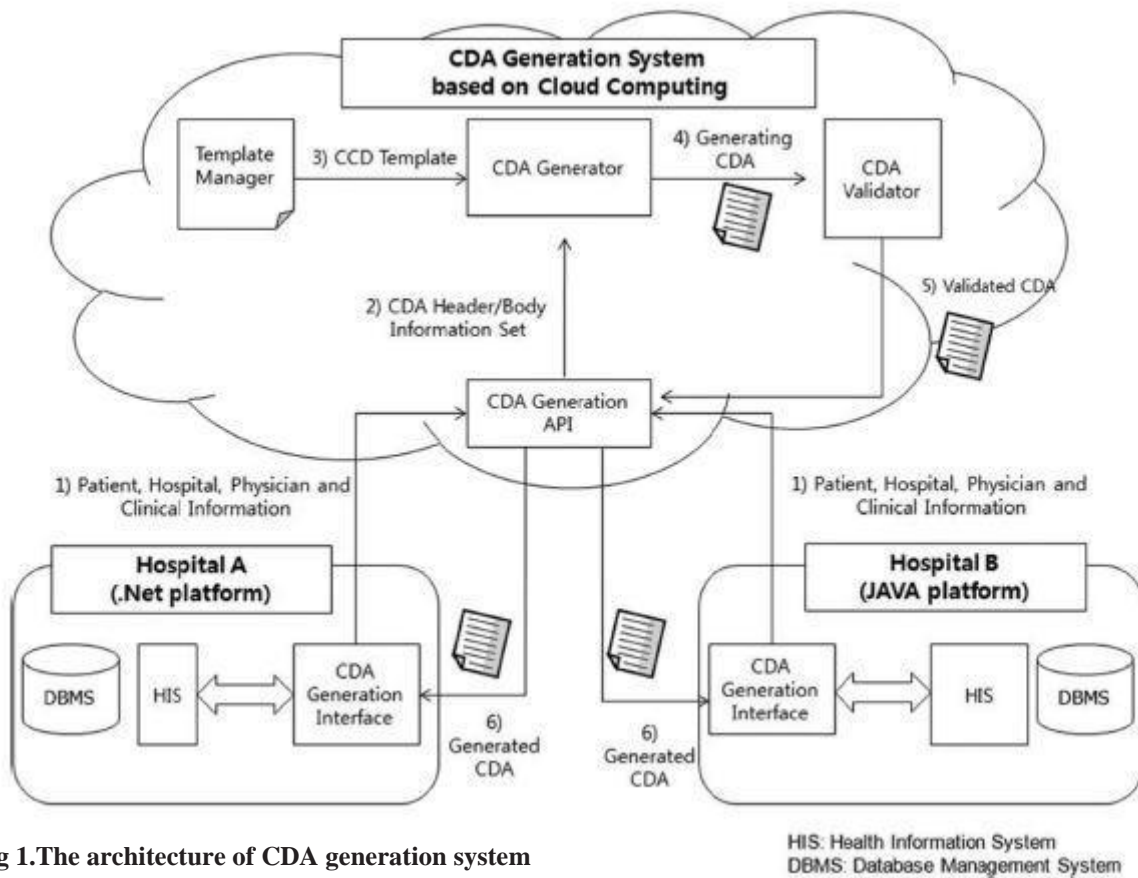 CDA Generation System
based on Cloud Computing
Template
Manager
3) CCD Template
CDA Generator
4) Generating
CDA
CDA
Validator
2) CDA Header/Body
Information Set
5) Validated CDA
CDA Generation
API
1) Patient, Hospital, Physician and
Clinical Information
1) Patient, Hospital, Physician and
Clinical Information
Hospital A
(.Net platform)
Hospital B
(JAVA platform)
DBMS
HIS
CDA
Generation
Interface
6)
Generated
CDA
6)
Generated
CDA
CDA
Generation
Interface
HIS
DBMS
g 1.The architecture of CDA generation system
HIS: Health Information System
DBMS: Database Management System